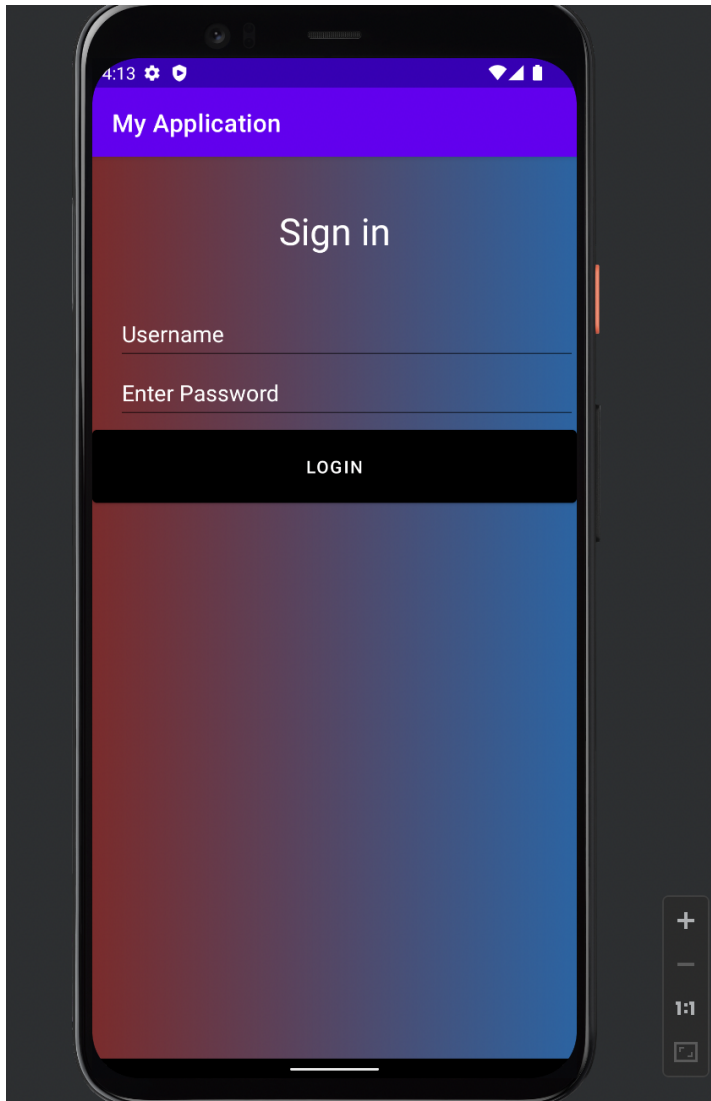 4:13
My Application
Sign in
Username
Enter Password
LOGIN
1:1